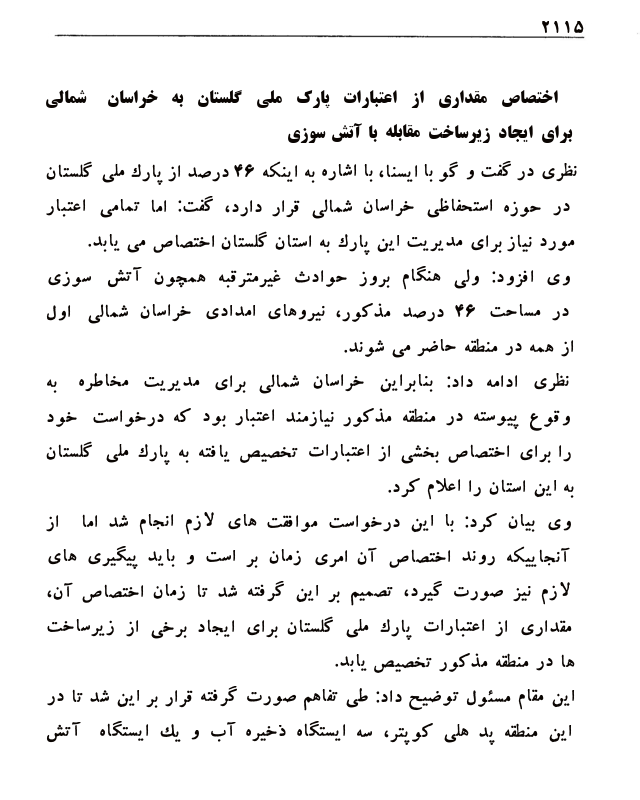 ۲۱۱۵
اختصاص مقداری از اعتبارات پارک ملی گلستان به خراسان شمالی
برای ایجاد زیرساخت مقابله با آتش سوزی
نظری در گفت و گو با ایسنا، با اشاره به اینکه ۴۶ درصد از پارك ملی گلستان
در حوزه استحفاظی خراسان شمالی قرار دارد، گفت: اما تمامی اعتبار
مورد نیاز برای مدیریت این پارك به استان گلستان اختصاص می یابد.
وی افزود: ولی هنگام بروز حوادث غیرمترقبه همچون آتش سوزی
در مساحت ۴۶ درصد مذکور، نیروهای امدادی خراسان شمالی اول
از همه در منطقه حاضر می شوند.
نظری ادامه داد: بنابراین خراسان شمالی برای مدیریت مخاطره به
وقوع پیوسته در منطقه مذکور نیازمند اعتبار بود که درخواست خود
را برای اختصاص بخشی از اعتبارات تخصیص یافته به پارك ملی گلستان
به این استان را اعلام کرد.
وی بیان کرد: با این درخواست موافقت های لازم انجام شد اما از
آنجاییکه روند اختصاص آن امری زمان بر است و باید پیگیری های
لازم نیز صورت گیرد، تصمیم بر این گرفته شد تا زمان اختصاص آن،
مقداری از اعتبارات پارك ملی گلستان برای ایجاد برخی از زیرساخت
ها در منطقه مذکور تخصیص یابد.
این مقام مسئول توضیح داد: طی تفاهم صورت گرفته قرار بر این شد تا در
این منطقه پد هلی کوپتر، سه ایستگاه ذخیره آب و یك ایستگاه آتش